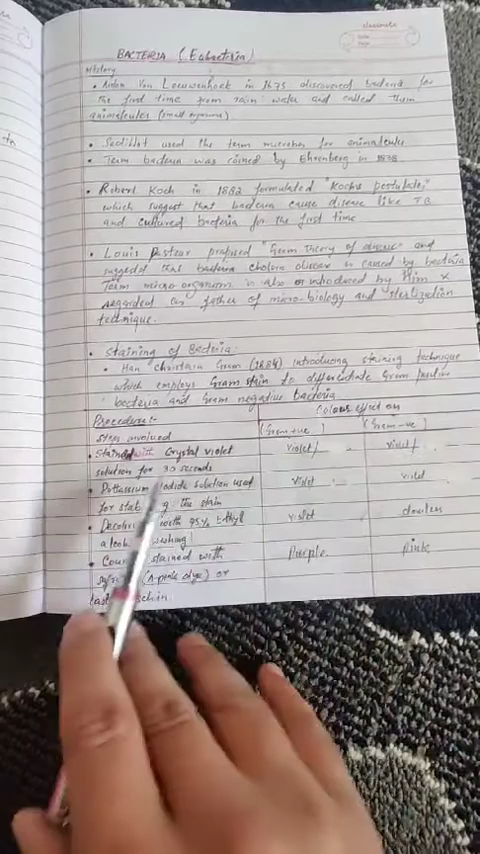 classmate
Date
Page
BACTERIA (Eubacteria)
History
• Anton Von Leeuwenhoek in 1675 discovered bacteria for
the first time from rain water and called them
animalcules (small organisms)
• Sedillot used the term microbes for animalcules
• Term bacteria was coined by Ehrenberg in 1838
• Robert Koch in 1882 formulated "Koch's postulates"
which suggest that bacteria cause disease like TB
and cultured bacteria for the first time
• Louis Pasteur proposed "Germ theory of disease" and
suggested that bacteria cholera disease is caused by bacteria
Term micro organism is also introduced by Him &
regarded as father of micro-biology and sterilization
technique.
• Staining of Bacteria:
• Han Christain Gram (1884) introducing staining technique
which employs Gram stain to differentiate Gram positive
bacteria and Gram negative bacteria
Procedure:- Colour effect on
Steps involved (Gram +ve) (Gram -ve)
• Stained with Crystal violet violet violet
solution for 30 seconds
• Pottassium Iodide solution used violet violet
for the stain
• with 95% Ethyl violet
washing
• stained with Purple Pink
(A pink dye) or